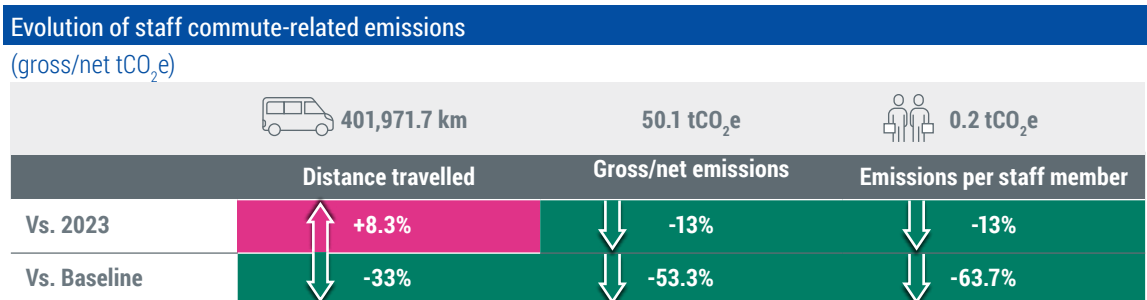 Evolution of staff commute-related emissions
(gross/net tCO₂e)
401,971.7 km 50.1 tCO₂e 0.2 tCO₂e
Distance travelled Gross/net emissions Emissions per staff member
Vs. 2023 +8.3% -13% -13%
Vs. Baseline -33% -53.3% -63.7%